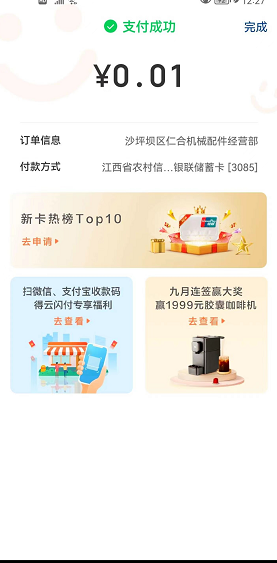 12:27
支付成功
完成
¥0.01
订单信息 沙坪坝区仁合机械配件经营部
付款方式 江西省农村信...银联储蓄卡 [3085]
新卡热榜Top10
去申请
扫微信、支付宝收款码
得云闪付专享福利
去查看
九月连签赢大奖
赢1999元胶囊咖啡机
去查看